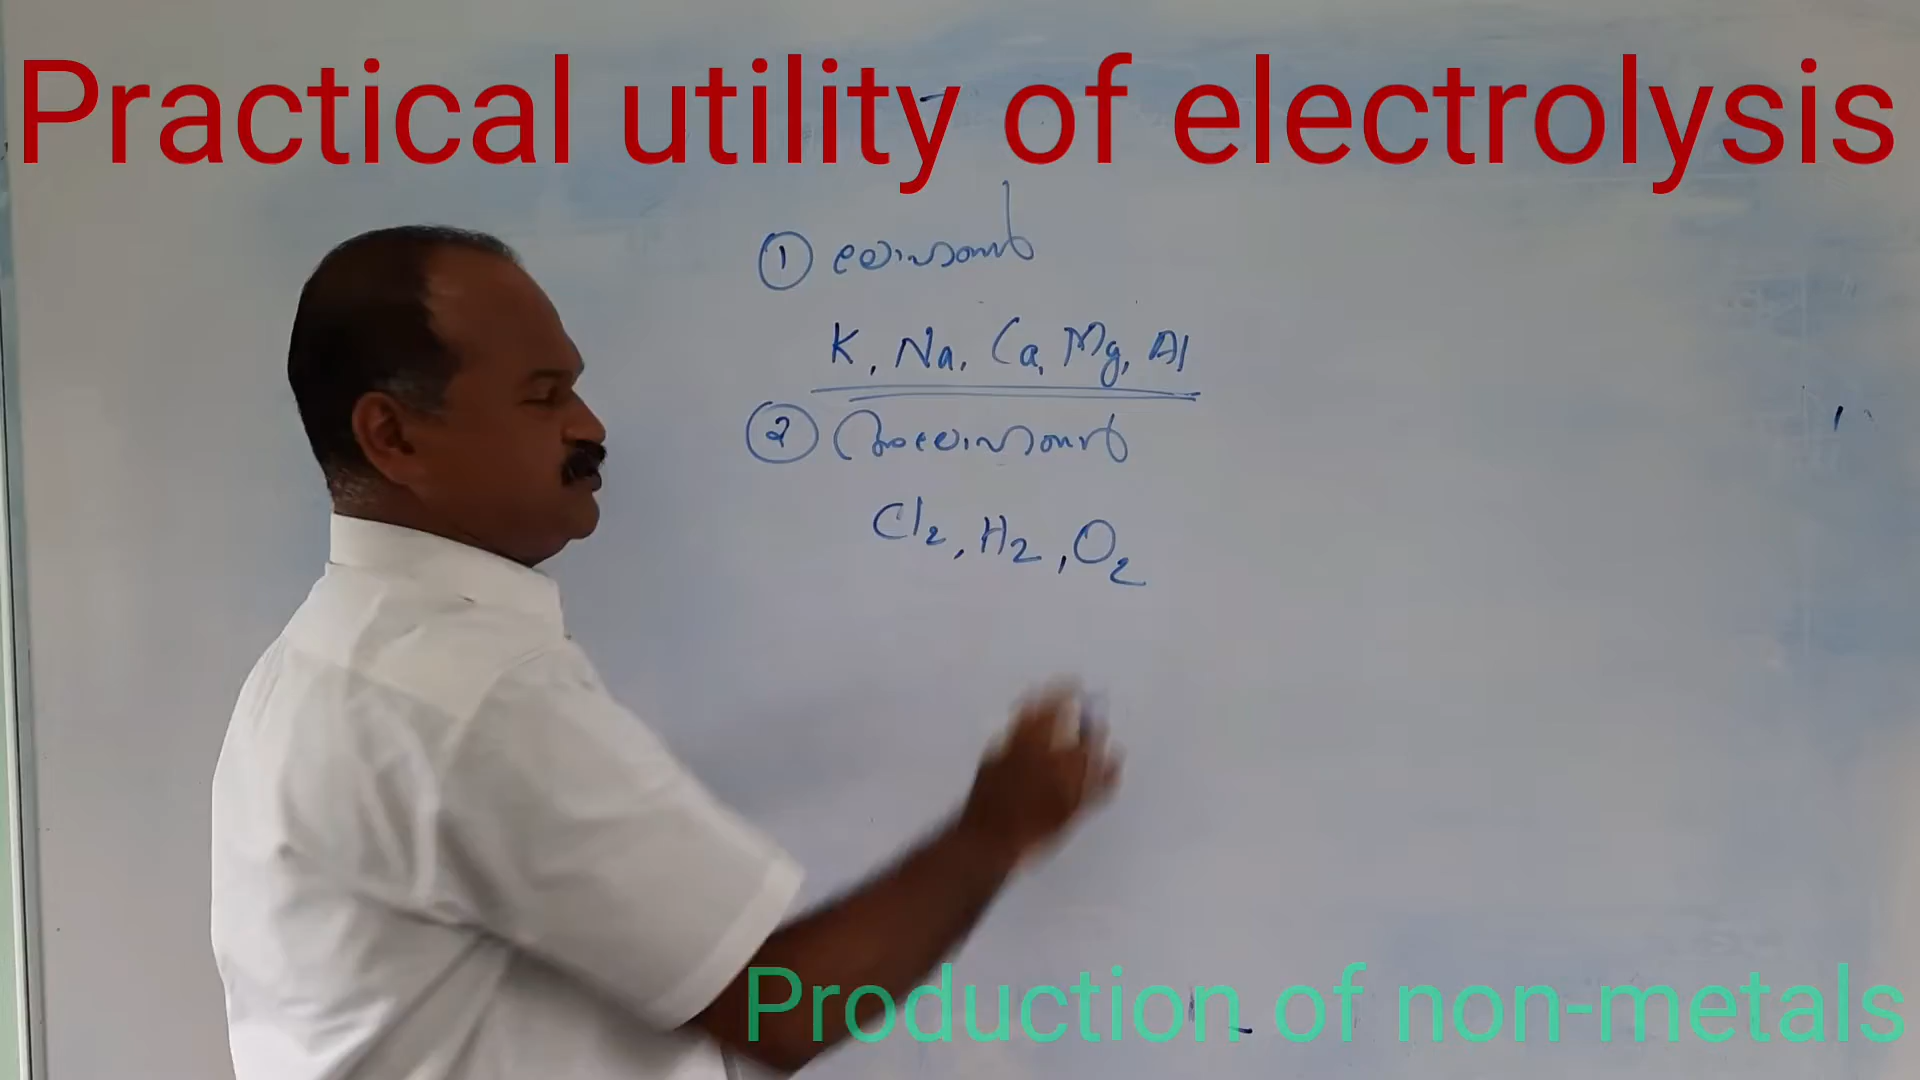 Practical utility of electrolysis
① ലോഹങ്ങൾ
K, Na, Ca, Mg, Al
② അലോഹങ്ങൾ
Cl₂, H₂, O₂
Production of non-metals